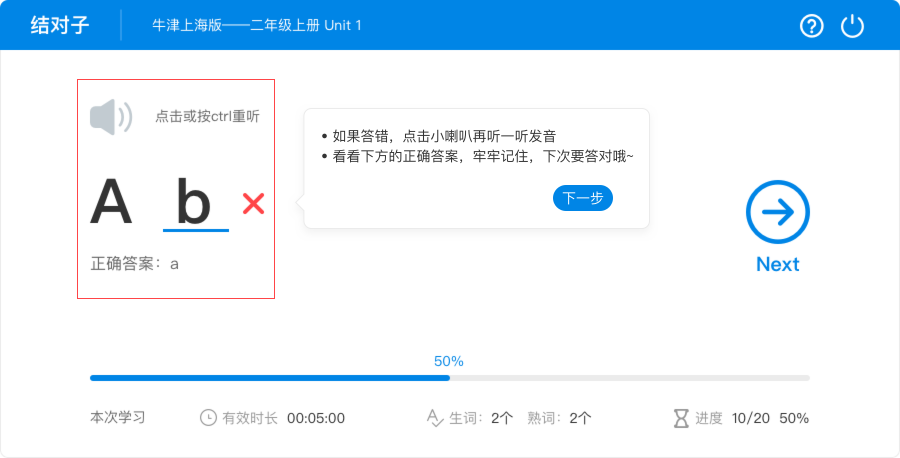 结对子
牛津上海版——二年级上册 Unit 1
点击或按ctrl重听
A b
正确答案：a
• 如果答错，点击小喇叭再听一听发音
• 看看下方的正确答案，牢牢记住，下次要答对哦~
下一步
Next
50%
本次学习 有效时长 00:05:00 生词：2个 熟词：2个 进度 10/20 50%